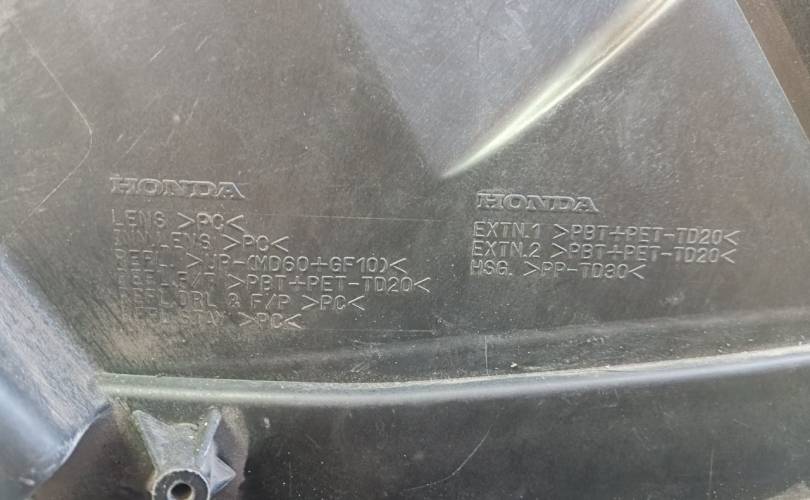 HONDA
LENS >PC<
INN.LENS >PC<
REFL. >UP-(MD60+GF10)<
REFL F/T >PBT+PET-TD20<
REFL DRL & F/P >PC<
REFL STAY >PC<
HONDA
EXTN.1 >PBT+PET-TD20<
EXTN.2 >PBT+PET-TD20<
HSG. >PP-TD30<